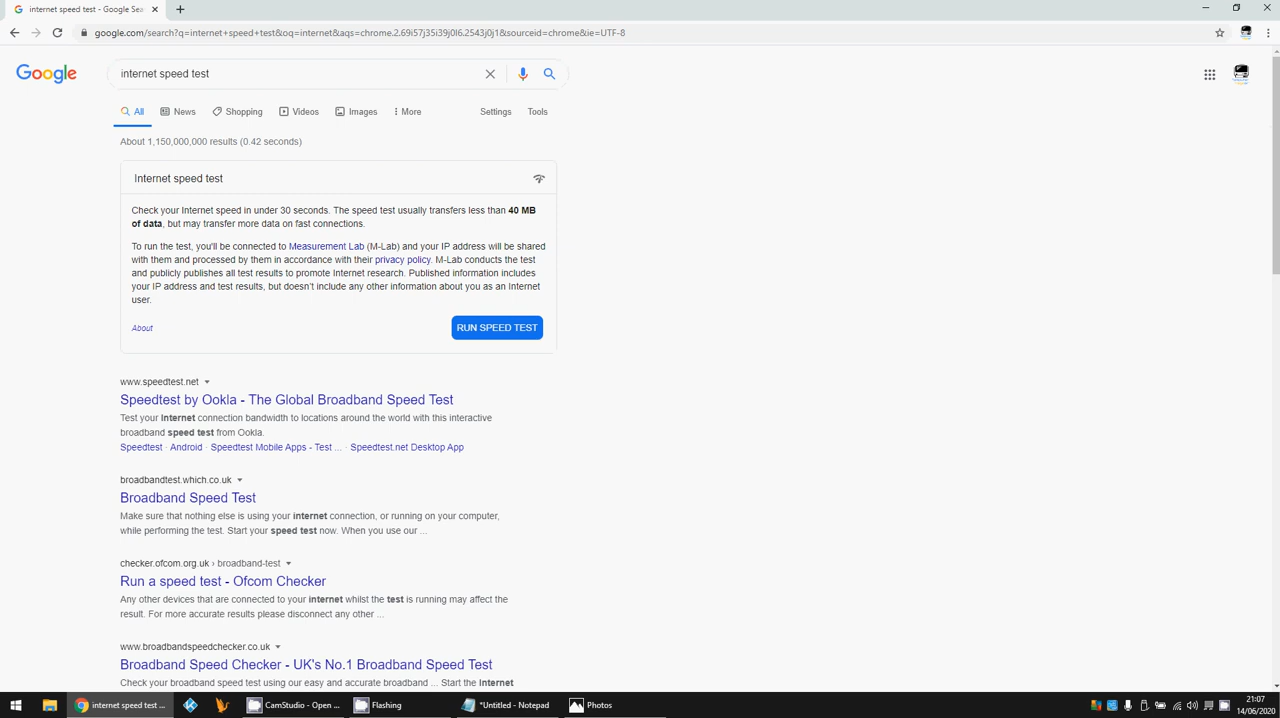 internet speed test - Google Sea
google.com/search?q=internet+speed+test&oq=internet&aqs=chrome.2.69i57j35i39j0l6.2543j0j1&sourceid=chrome&ie=UTF-8
Google
internet speed test
All
News
Shopping
Videos
Images
More
Settings
Tools
About 1,150,000,000 results (0.42 seconds)
Internet speed test
Check your Internet speed in under 30 seconds. The speed test usually transfers less than 40 MB
of data, but may transfer more data on fast connections.
To run the test, you'll be connected to Measurement Lab (M-Lab) and your IP address will be shared
with them and processed by them in accordance with their privacy policy. M-Lab conducts the test
and publicly publishes all test results to promote Internet research. Published information includes
your IP address and test results, but doesn't include any other information about you as an Internet
user.
About
RUN SPEED TEST
www.speedtest.net
Speedtest by Ookla - The Global Broadband Speed Test
Test your Internet connection bandwidth to locations around the world with this interactive
broadband speed test from Ookla.
Speedtest · Android · Speedtest Mobile Apps - Test ... · Speedtest.net Desktop App
broadbandtest.which.co.uk
Broadband Speed Test
Make sure that nothing else is using your internet connection, or running on your computer,
while performing the test. Start your speed test now. When you use our ...
checker.ofcom.org.uk › broadband-test
Run a speed test - Ofcom Checker
Any other devices that are connected to your internet whilst the test is running may affect the
result. For more accurate results please disconnect any other ...
www.broadbandspeedchecker.co.uk
Broadband Speed Checker - UK's No.1 Broadband Speed Test
Check your broadband speed test using our easy and accurate broadband ... Start the Internet
internet speed test ...
CamStudio - Open ...
Flashing
*Untitled - Notepad
Photos
21:07
14/06/2020